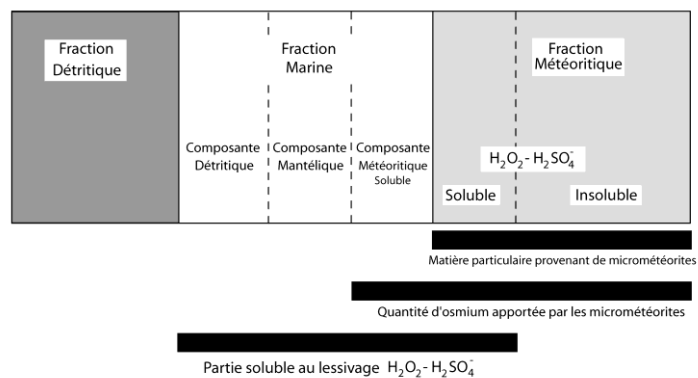 Fraction
Détritique
Fraction
Marine
Fraction
Météoritique
Composante
Détritique
Composante
Mantélique
Composante
Météoritique
Soluble
H₂O₂-H₂SO₄⁻
Soluble
Insoluble
Matière particulaire provenant de micrométéorites
Quantité d'osmium apportée par les micrométéorites
Partie soluble au lessivage H₂O₂-H₂SO₄⁻